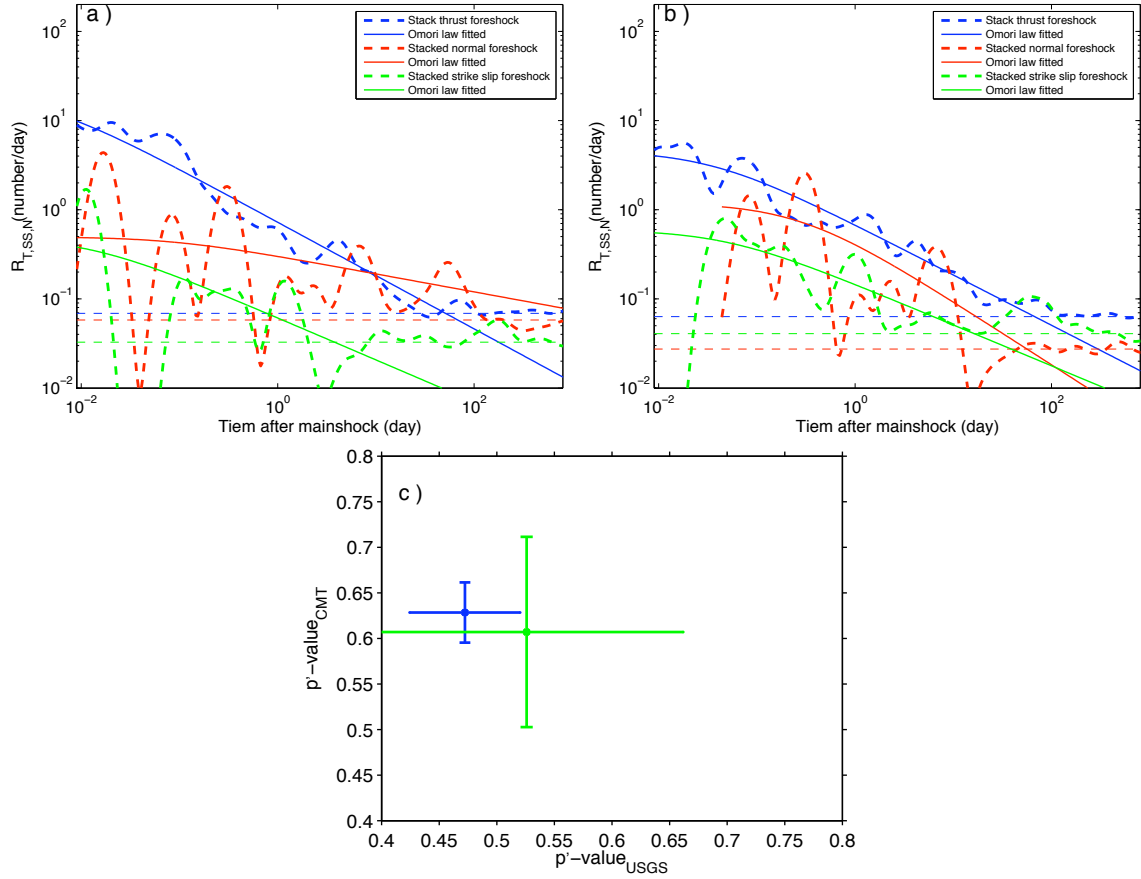 a )
Stack thrust foreshock
Omori law fitted
Stacked normal foreshock
Omori law fitted
Stacked strike slip foreshock
Omori law fitted
10^2
10^1
10^0
10^−1
10^−2
R_T,SS,N (number/day)
10^−2 10^0 10^2
Tiem after mainshock (day)
b )
Stack thrust foreshock
Omori law fitted
Stacked normal foreshock
Omori law fitted
Stacked strike slip foreshock
Omori law fitted
10^2
10^1
10^0
10^−1
10^−2
R_T,SS,N (number/day)
10^−2 10^0 10^2
Tiem after mainshock (day)
c )
0.8
0.75
0.7
0.65
0.6
0.55
0.5
0.45
0.4
p'−value_CMT
0.4 0.45 0.5 0.55 0.6 0.65 0.7 0.75 0.8
p'−value_USGS